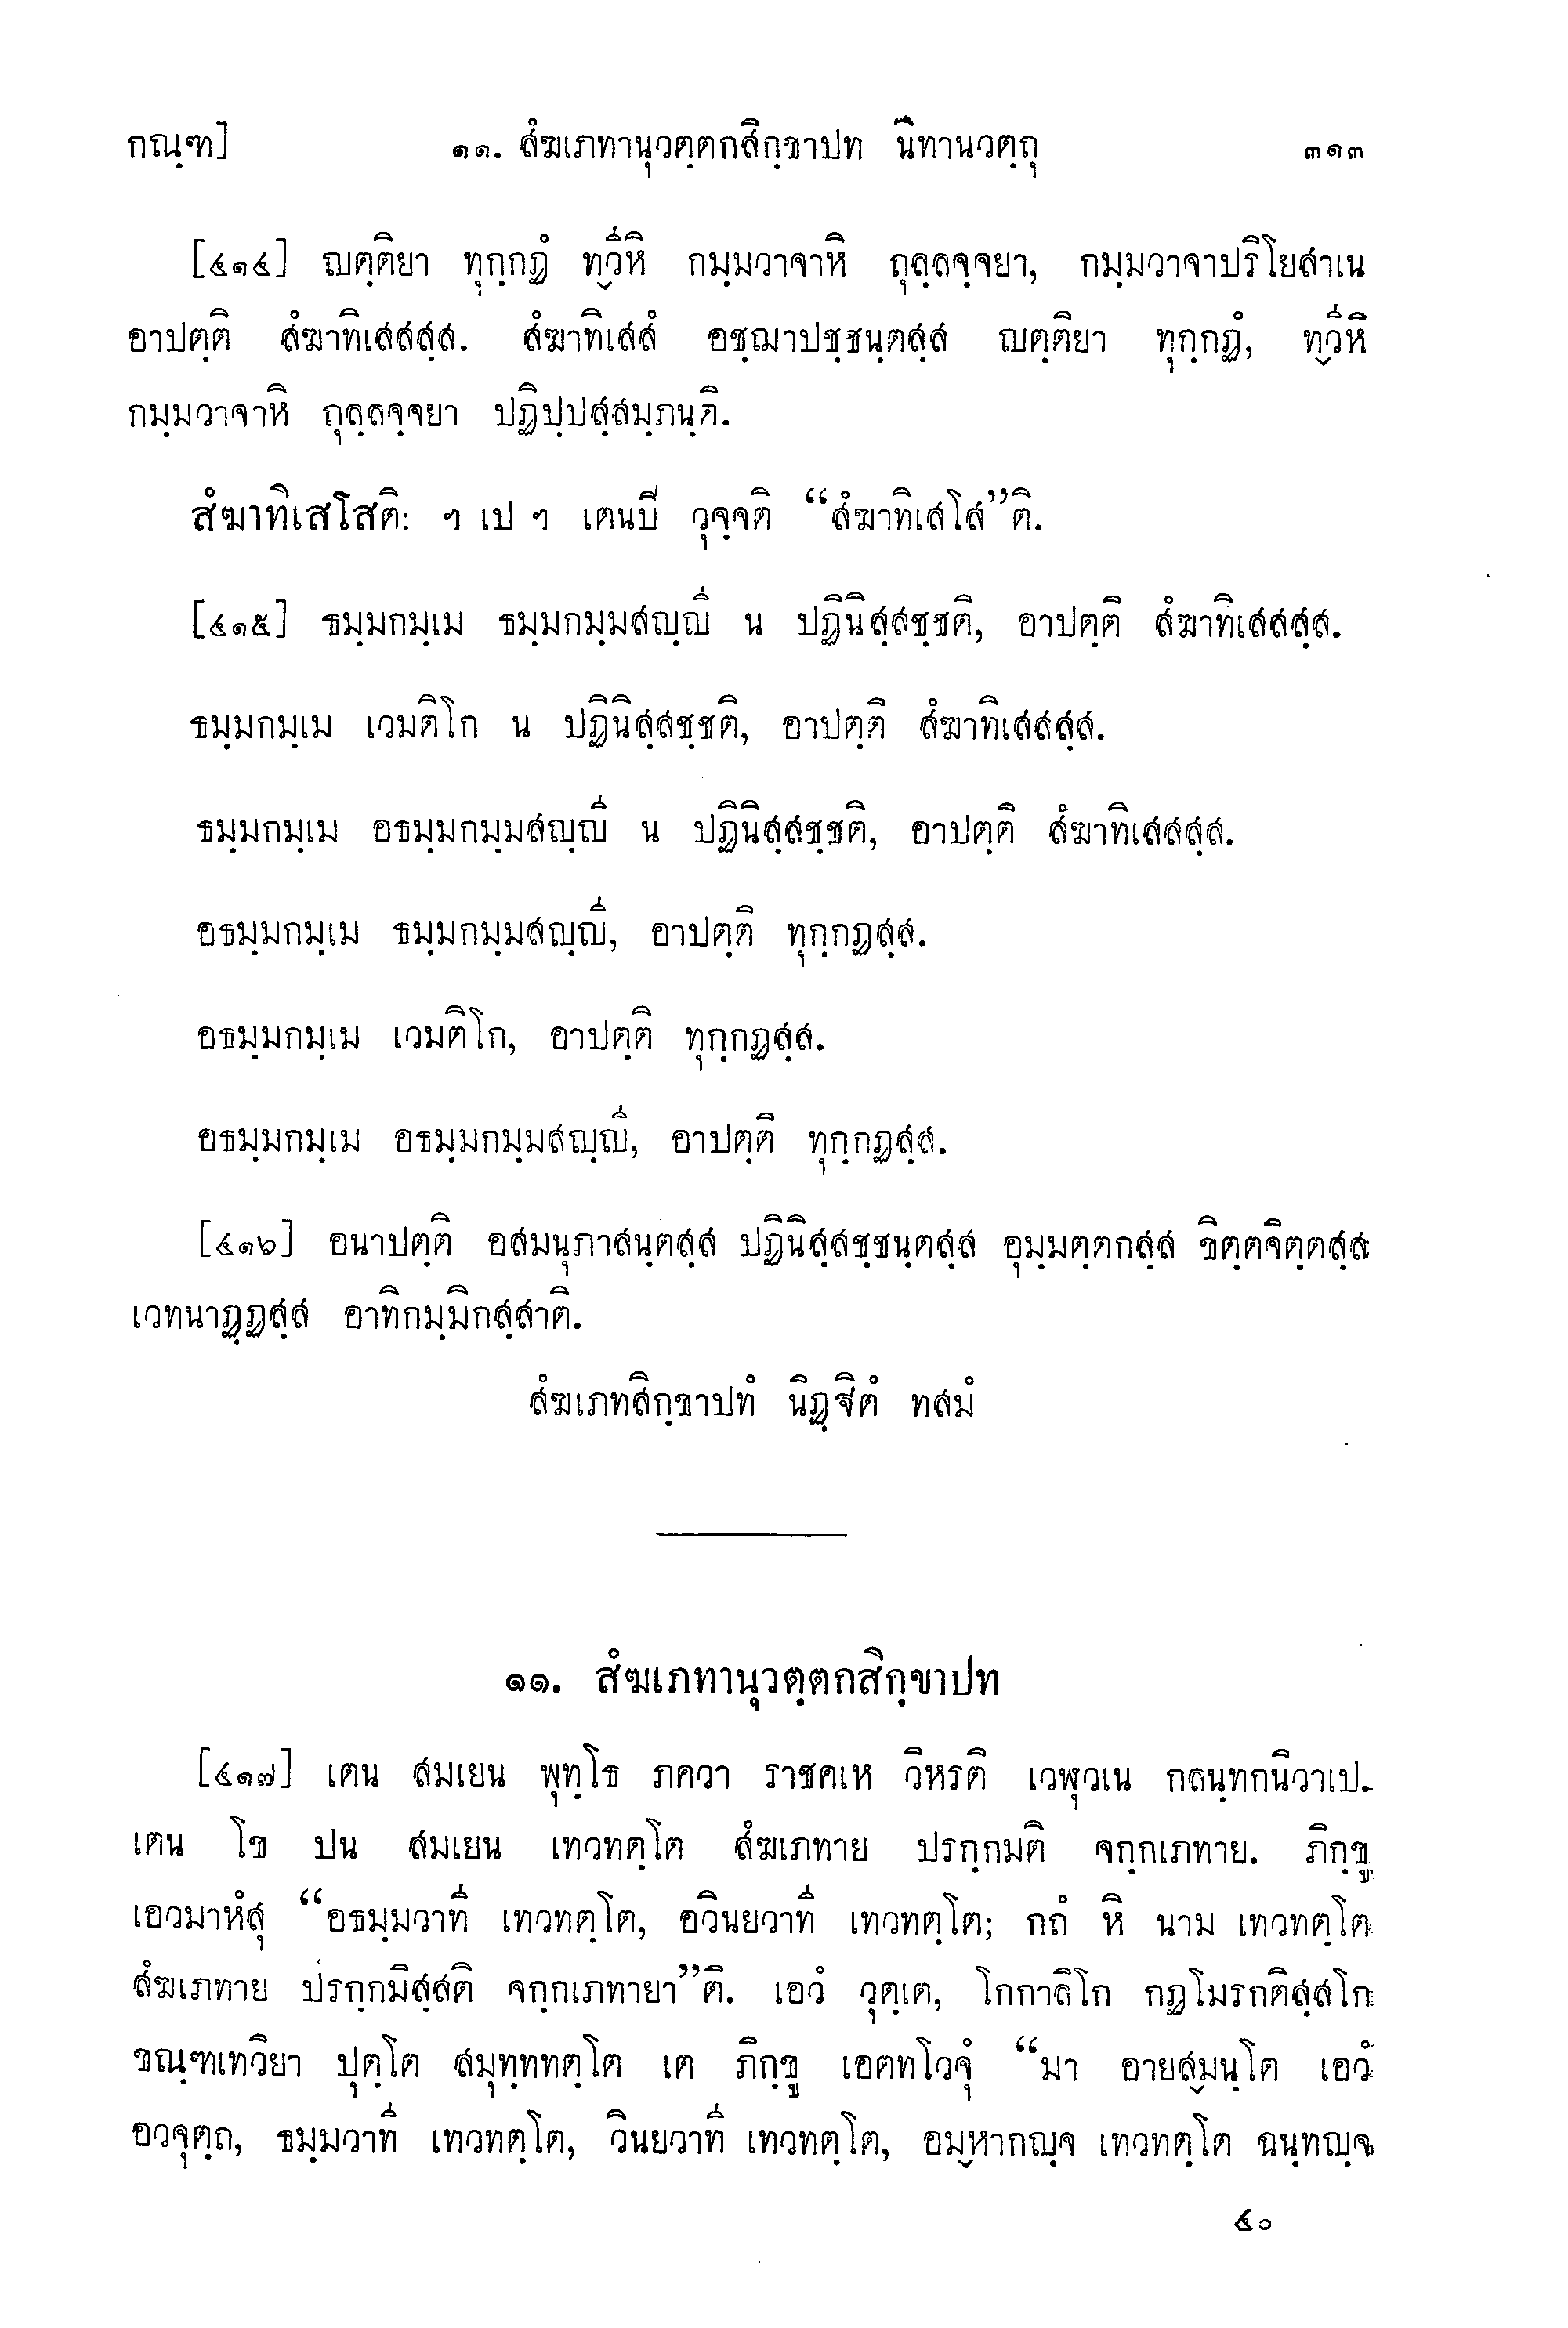 กณฺฑ] ๑๑. สํฆเภทานุวตฺตกสิกฺขาปท นิทานวตฺถุ ๓๑๓
[๔๑๔] ญตฺติยา ทุกฺกฏํ ทฺวีหิ กมฺมวาจาหิ ถุลฺลจฺจยา, กมฺมวาจาปริโยสาเน
อาปตฺติ สํฆาทิเสสสฺส. สํฆาทิเสสํ อชฺฌาปชฺชนฺตสฺส ญตฺติยา ทุกฺกฏํ, ทฺวีหิ
กมฺมวาจาหิ ถุลฺลจฺจยา ปฏิปฺปสฺสมฺภนฺติ.
สํฆาทิเสโสติ: ฯ เป ฯ เตนปิ วุจฺจติ “สํฆาทิเสโส”ติ.
[๔๑๕] ธมฺมกมฺเม ธมฺมกมฺมสญฺญี น ปฏินิสฺสชฺชติ, อาปตฺติ สํฆาทิเสสสฺส.
ธมฺมกมฺเม เวมติโก น ปฏินิสฺสชฺชติ, อาปตฺติ สํฆาทิเสสสฺส.
ธมฺมกมฺเม อธมฺมกมฺมสญฺญี น ปฏินิสฺสชฺชติ, อาปตฺติ สํฆาทิเสสสฺส.
อธมฺมกมฺเม ธมฺมกมฺมสญฺญี, อาปตฺติ ทุกฺกฏสฺส.
อธมฺมกมฺเม เวมติโก, อาปตฺติ ทุกฺกฏสฺส.
อธมฺมกมฺเม อธมฺมกมฺมสญฺญี, อาปตฺติ ทุกฺกฏสฺส.
[๔๑๖] อนาปตฺติ อสมนุภาสนฺตสฺส ปฏินิสฺสชฺชนฺตสฺส อุมฺมตฺตกสฺส ขิตฺตจิตฺตสฺส
เวทนาฏฺฏสฺส อาทิกมฺมิกสฺสาติ.
สํฆเภทสิกฺขาปทํ นิฏฺฐิตํ ทสมํ
๑๑. สํฆเภทานุวตฺตกสิกฺขาปท
[๔๑๗] เตน สมเยน พุทฺโธ ภควา ราชคเห วิหรติ เวฬุวเน กลนฺทกนิวาเป.
เตน โข ปน สมเยน เทวทตฺโต สํฆเภทาย ปรกฺกมติ จกฺกเภทาย. ภิกฺขู
เอวมาหํสุ “อธมฺมวาที เทวทตฺโต, อวินยวาที เทวทตฺโต; กถํ หิ นาม เทวทตฺโต
สํฆเภทาย ปรกฺกมิสฺสติ จกฺกเภทายา”ติ. เอวํ วุตฺเต, โกกาลิโก กฏโมรกติสฺสโก
ขณฺฑเทวิยา ปุตฺโต สมุทฺททตฺโต เต ภิกฺขู เอตทโวจุํ “มา อายสฺมนฺโต เอวํ
อวจุตฺถ, ธมฺมวาที เทวทตฺโต, วินยวาที เทวทตฺโต, อมฺหากญฺจ เทวทตฺโต ฉนฺทญฺจ
๔๐